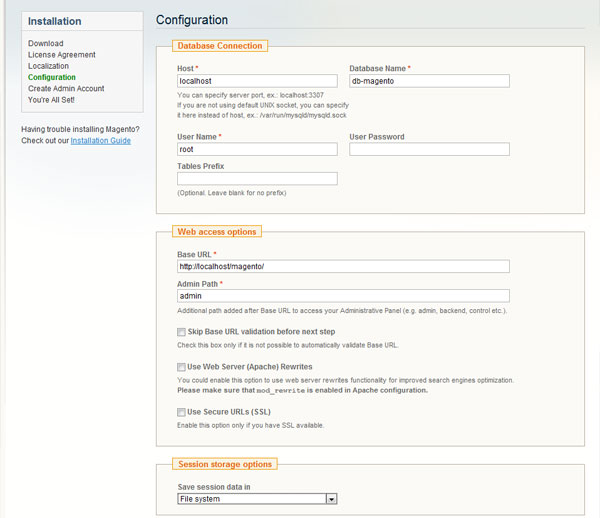 Installation
Download
License Agreement
Localization
Configuration
Create Admin Account
You're All Set!
Having trouble installing Magento?
Check out our Installation Guide
Configuration
Database Connection
Host * Database Name *
localhost db-magento
You can specify server port, ex.: localhost:3307
If you are not using default UNIX socket, you can specify
it here instead of host, ex.: /var/run/mysqld/mysqld.sock
User Name * User Password
root
Tables Prefix
(Optional. Leave blank for no prefix)
Web access options
Base URL *
http://localhost/magento/
Admin Path *
admin
Additional path added after Base URL to access your Administrative Panel (e.g. admin, backend, control etc.).
Skip Base URL validation before next step
Check this box only if it is not possible to automatically validate Base URL.
Use Web Server (Apache) Rewrites
You could enable this option to use web server rewrites functionality for improved search engines optimization.
Please make sure that mod_rewrite is enabled in Apache configuration.
Use Secure URLs (SSL)
Enable this option only if you have SSL available.
Session storage options
Save session data in
File system